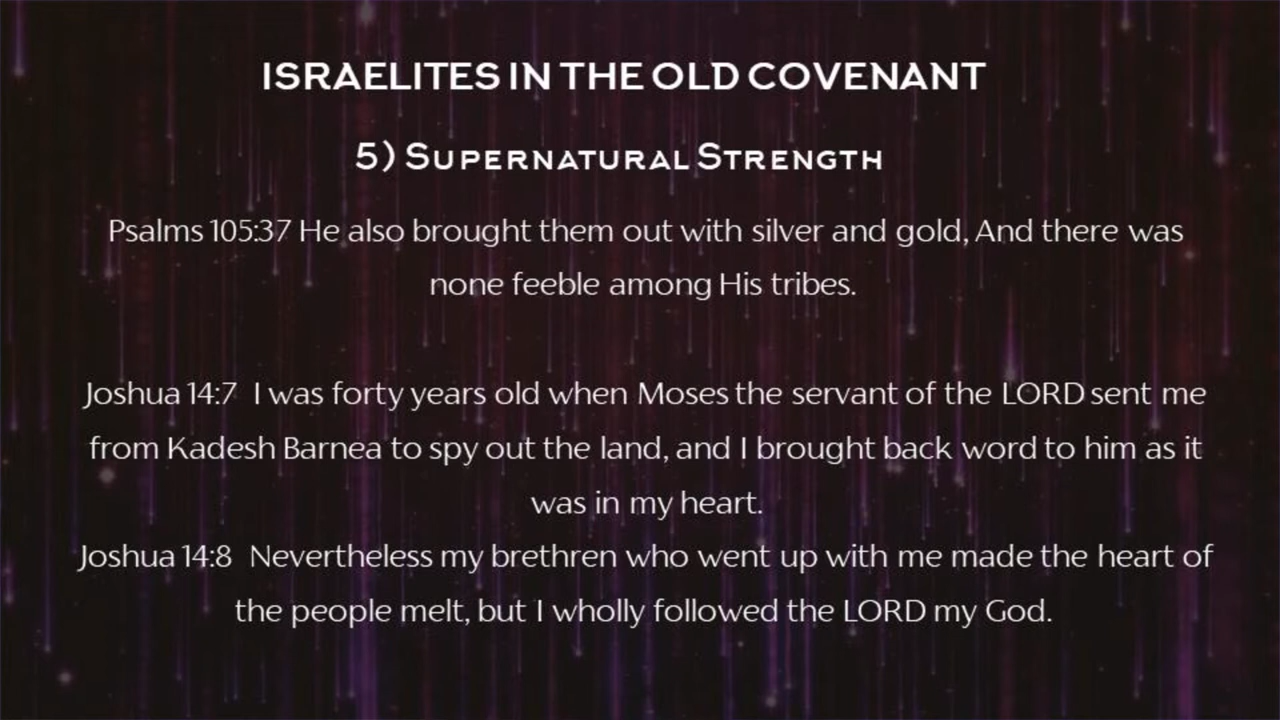 ISRAELITES IN THE OLD COVENANT
5) SUPERNATURAL STRENGTH
Psalms 105:37 He also brought them out with silver and gold, And there was
none feeble among His tribes.
Joshua 14:7 I was forty years old when Moses the servant of the LORD sent me
from Kadesh Barnea to spy out the land, and I brought back word to him as it
was in my heart.
Joshua 14:8 Nevertheless my brethren who went up with me made the heart of
the people melt, but I wholly followed the LORD my God.